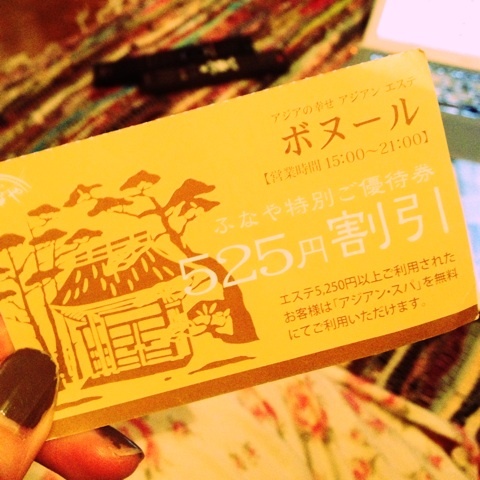 アジアの幸せ アジアン エステ
ボヌール
【営業時間 15:00～21:00】
ふなや特別ご優待券
525円割引
エステ5,250円以上ご利用された
お客様は「アジアン・スパ」を無料
にてご利用いただけます。